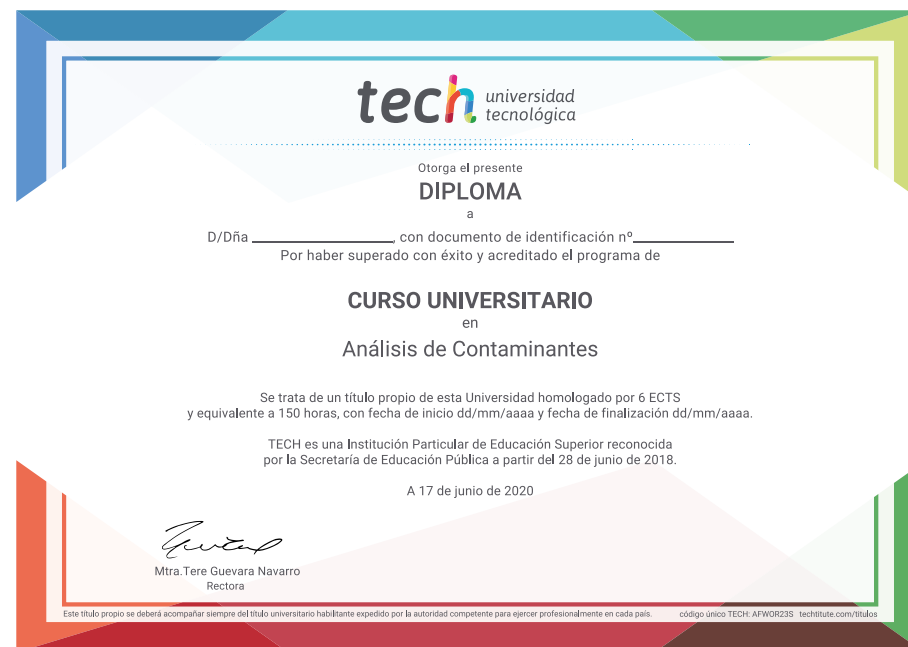 tech universidad
tecnológica
Otorga el presente
DIPLOMA
a
D/Dña ____________________, con documento de identificación nº______________
Por haber superado con éxito y acreditado el programa de
CURSO UNIVERSITARIO
en
Análisis de Contaminantes
Se trata de un título propio de esta Universidad homologado por 6 ECTS
y equivalente a 150 horas, con fecha de inicio dd/mm/aaaa y fecha de finalización dd/mm/aaaa.
TECH es una Institución Particular de Educación Superior reconocida
por la Secretaría de Educación Pública a partir del 28 de junio de 2018.
A 17 de junio de 2020
Mtra.Tere Guevara Navarro
Rectora
Este título propio se deberá acompañar siempre del título universitario habilitante expedido por la autoridad competente para ejercer profesionalmente en cada país. código único TECH: AFWOR23S techtitute.com/títulos